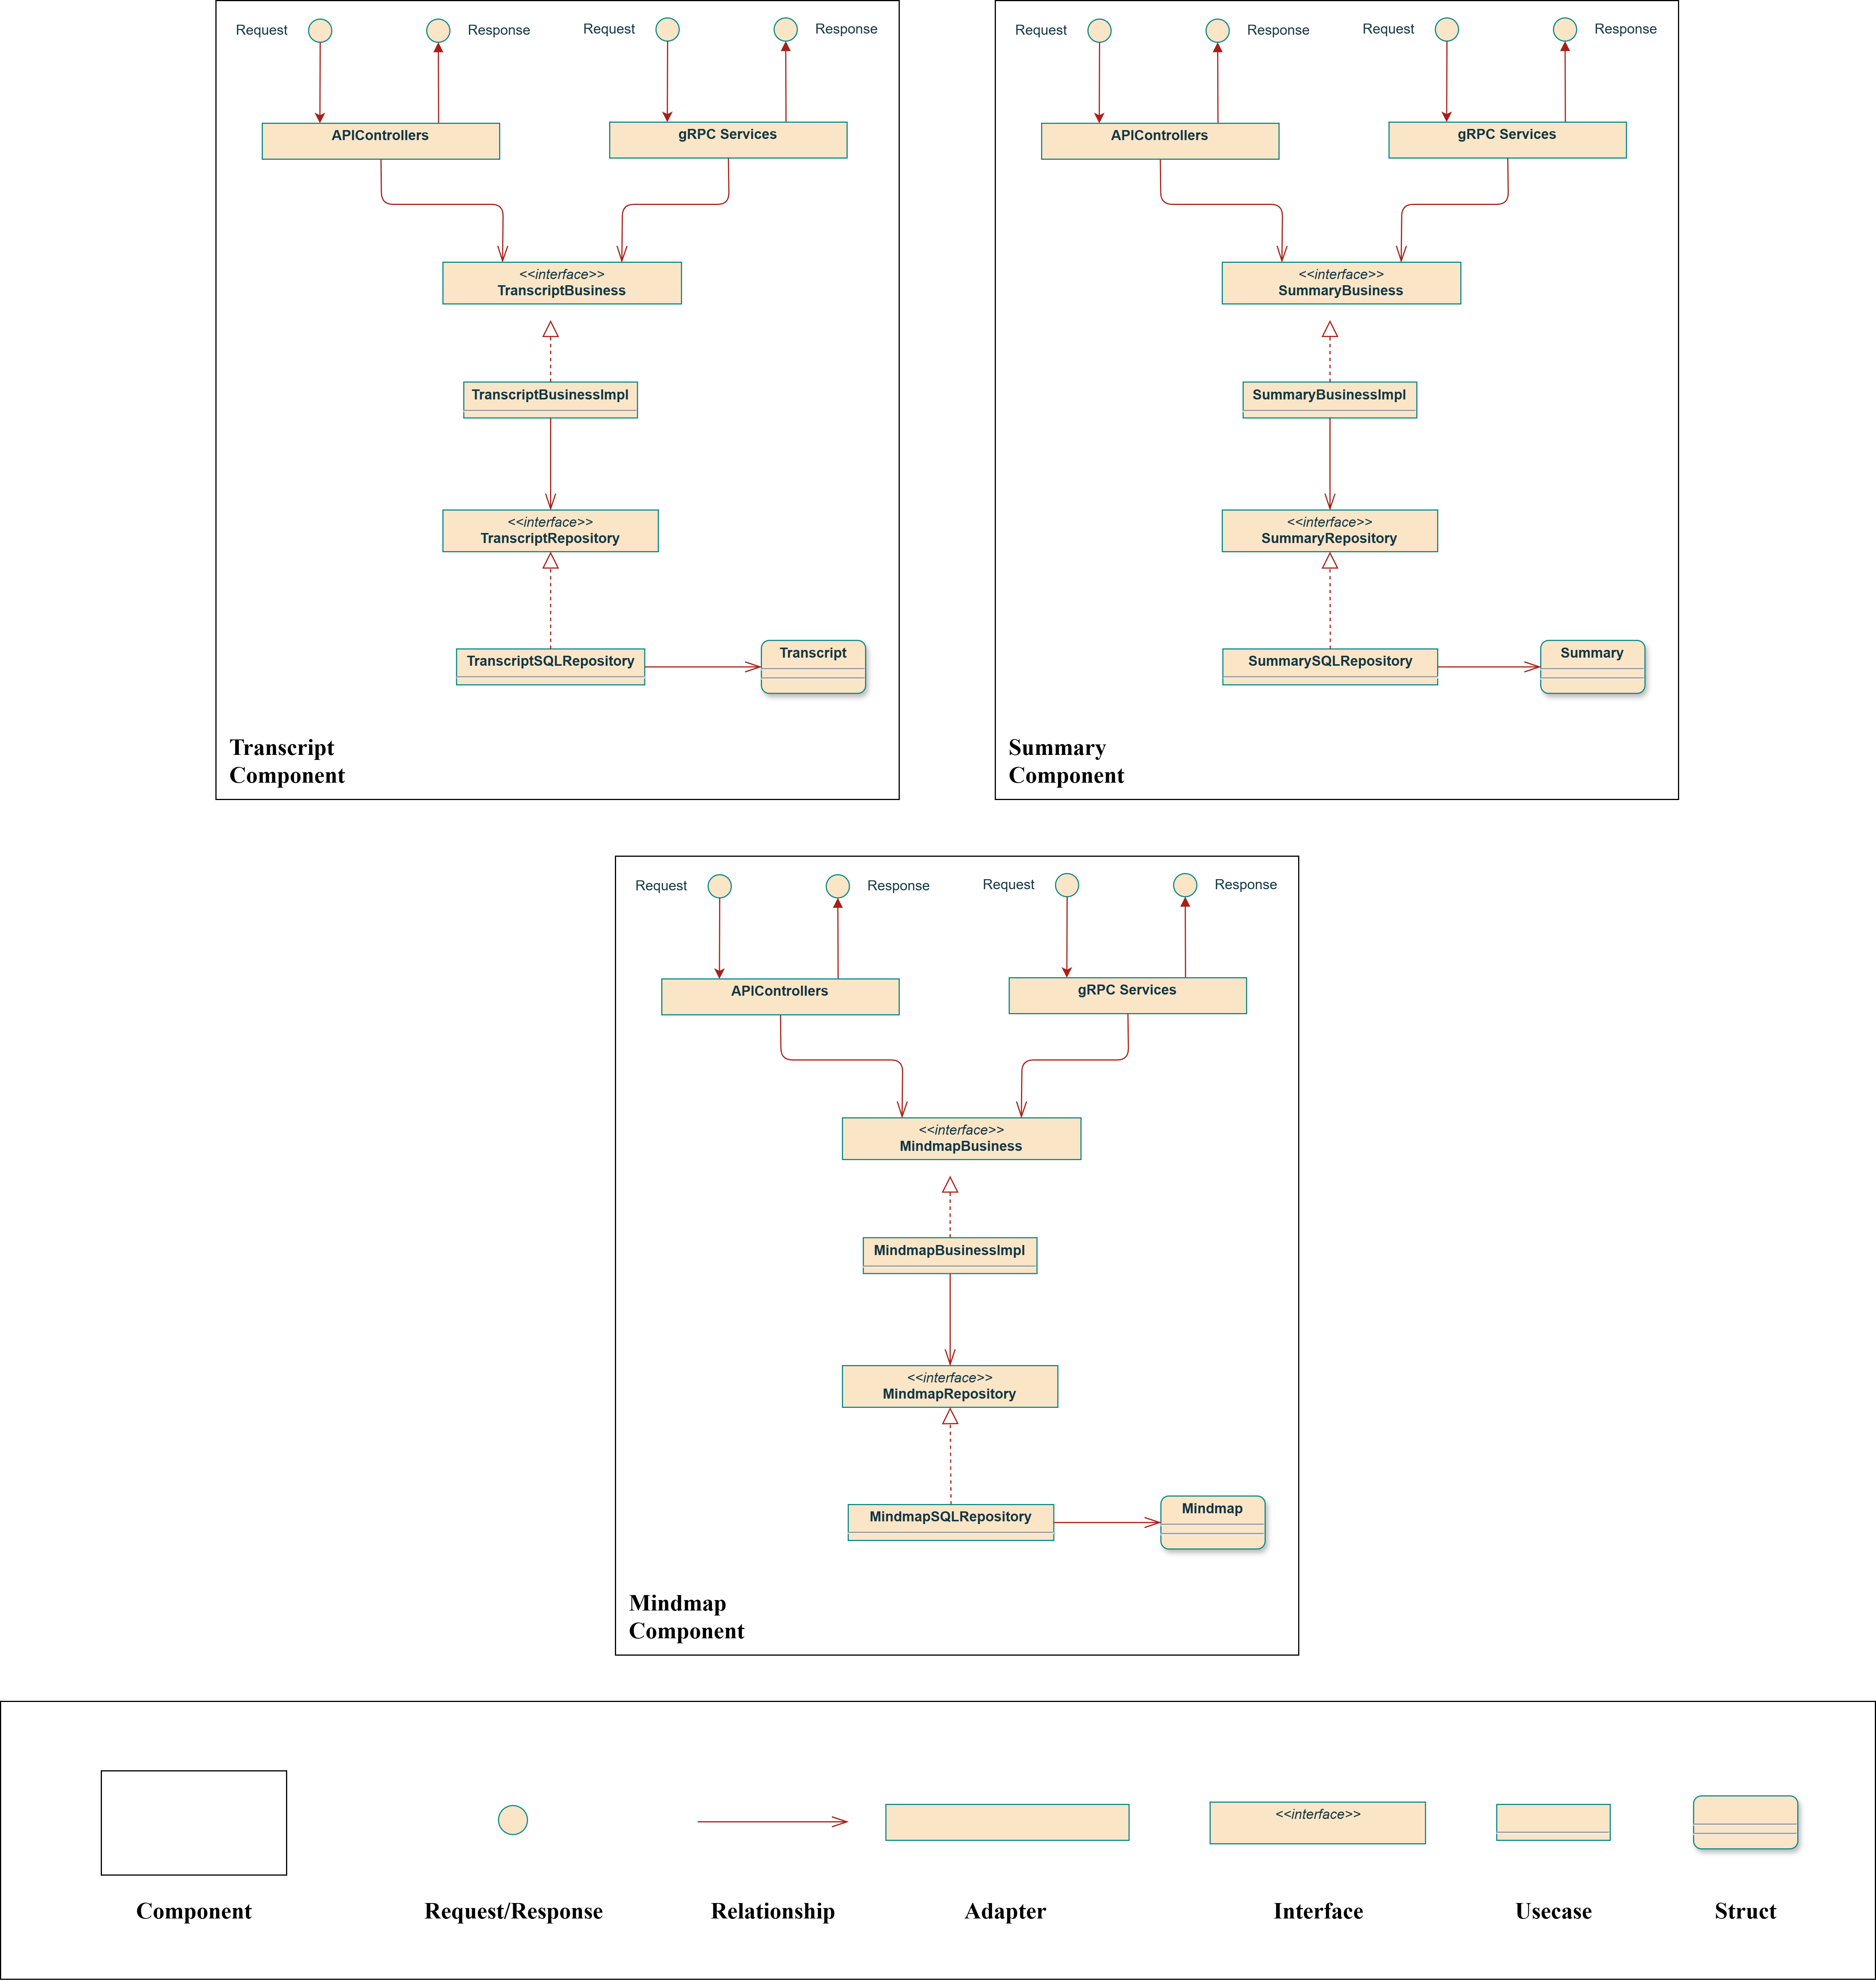 Request
Response
Request
Response
APIControllers
gRPC Services
<<interface>>
TranscriptBusiness
TranscriptBusinessImpl
<<interface>>
TranscriptRepository
TranscriptSQLRepository
Transcript
Transcript
Component
Request
Response
Request
Response
APIControllers
gRPC Services
<<interface>>
SummaryBusiness
SummaryBusinessImpl
<<interface>>
SummaryRepository
SummarySQLRepository
Summary
Summary
Component
Request
Response
Request
Response
APIControllers
gRPC Services
<<interface>>
MindmapBusiness
MindmapBusinessImpl
<<interface>>
MindmapRepository
MindmapSQLRepository
Mindmap
Mindmap
Component
<<interface>>
Component
Request/Response
Relationship
Adapter
Interface
Usecase
Struct